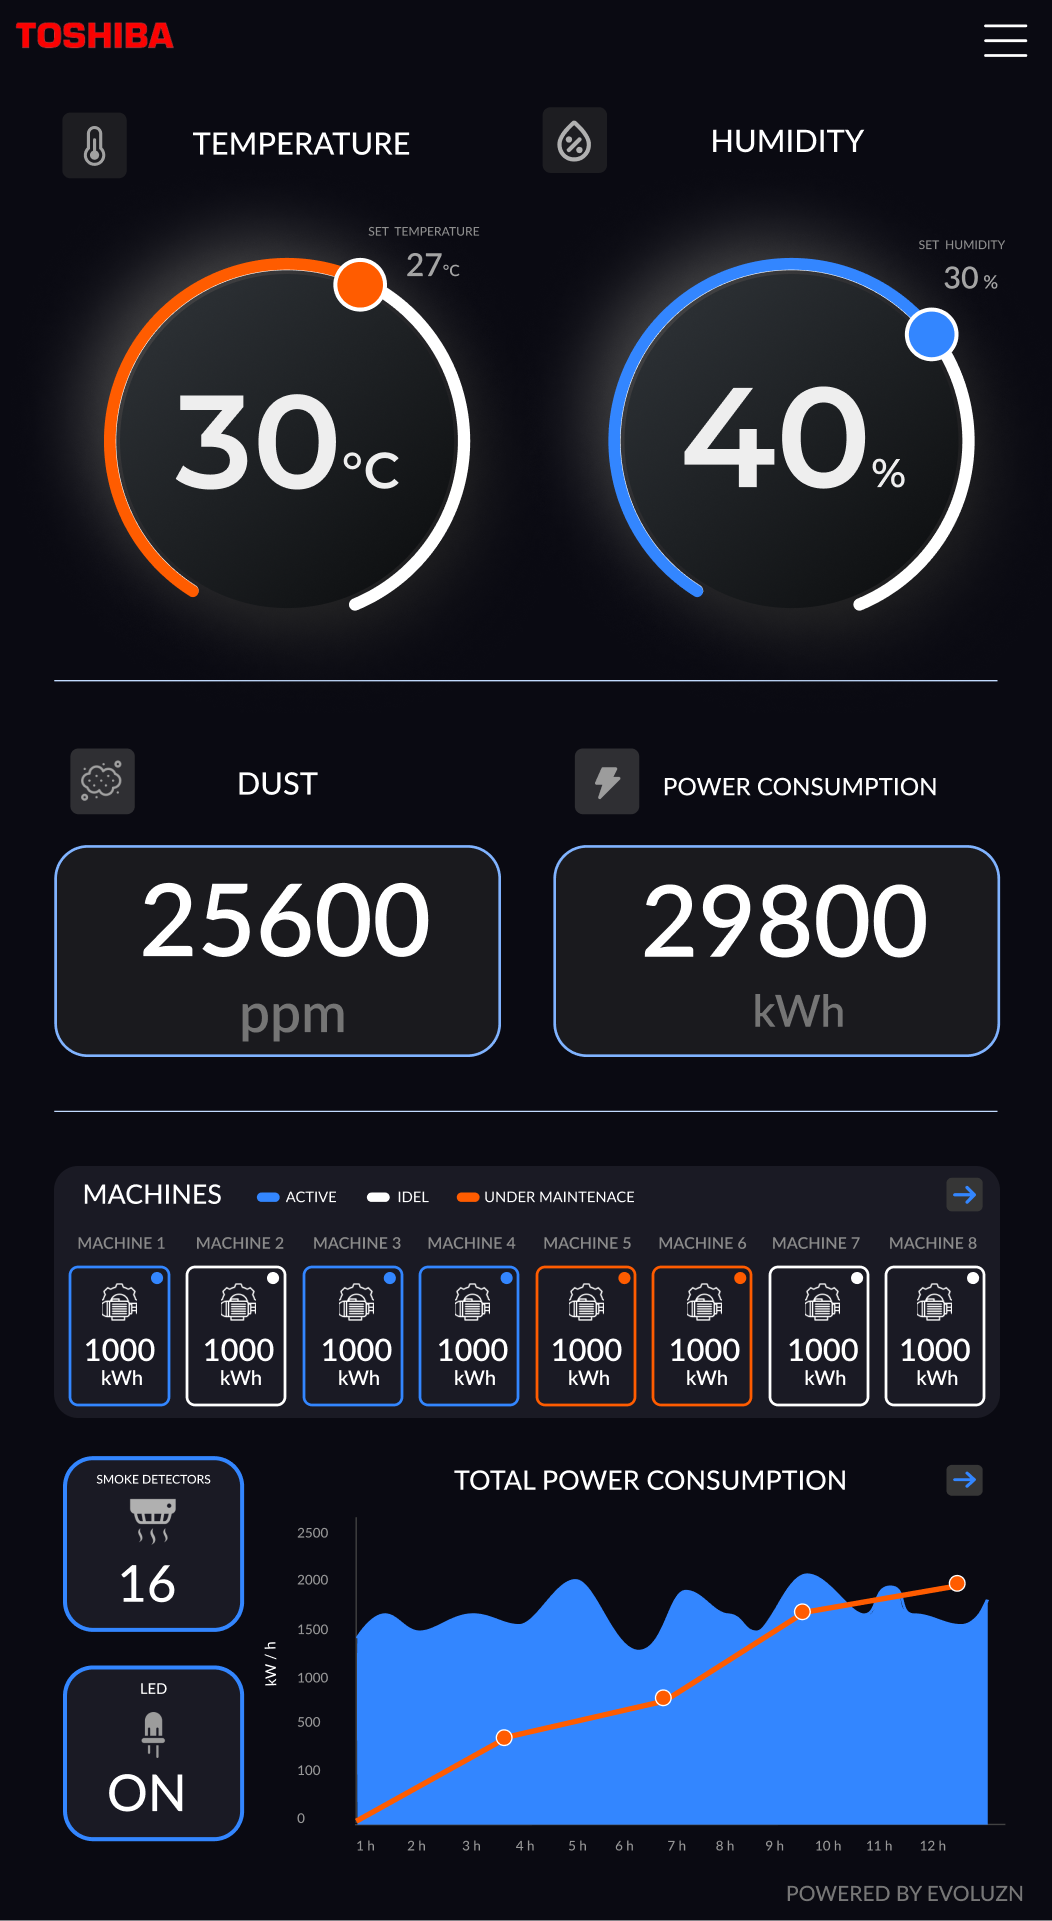 TOSHIBA
TEMPERATURE
HUMIDITY
SET TEMPERATURE
27°C
SET HUMIDITY
30 %
30°C
40%
DUST
POWER CONSUMPTION
25600
ppm
29800
kWh
MACHINES ACTIVE IDEL UNDER MAINTENACE
MACHINE 1 MACHINE 2 MACHINE 3 MACHINE 4 MACHINE 5 MACHINE 6 MACHINE 7 MACHINE 8
1000 1000 1000 1000 1000 1000 1000 1000
kWh kWh kWh kWh kWh kWh kWh kWh
SMOKE DETECTORS
16
LED
ON
TOTAL POWER CONSUMPTION
2500
2000
1500
1000
500
100
0
kW / h
1 h 2 h 3 h 4 h 5 h 6 h 7 h 8 h 9 h 10 h 11 h 12 h
POWERED BY EVOLUZN